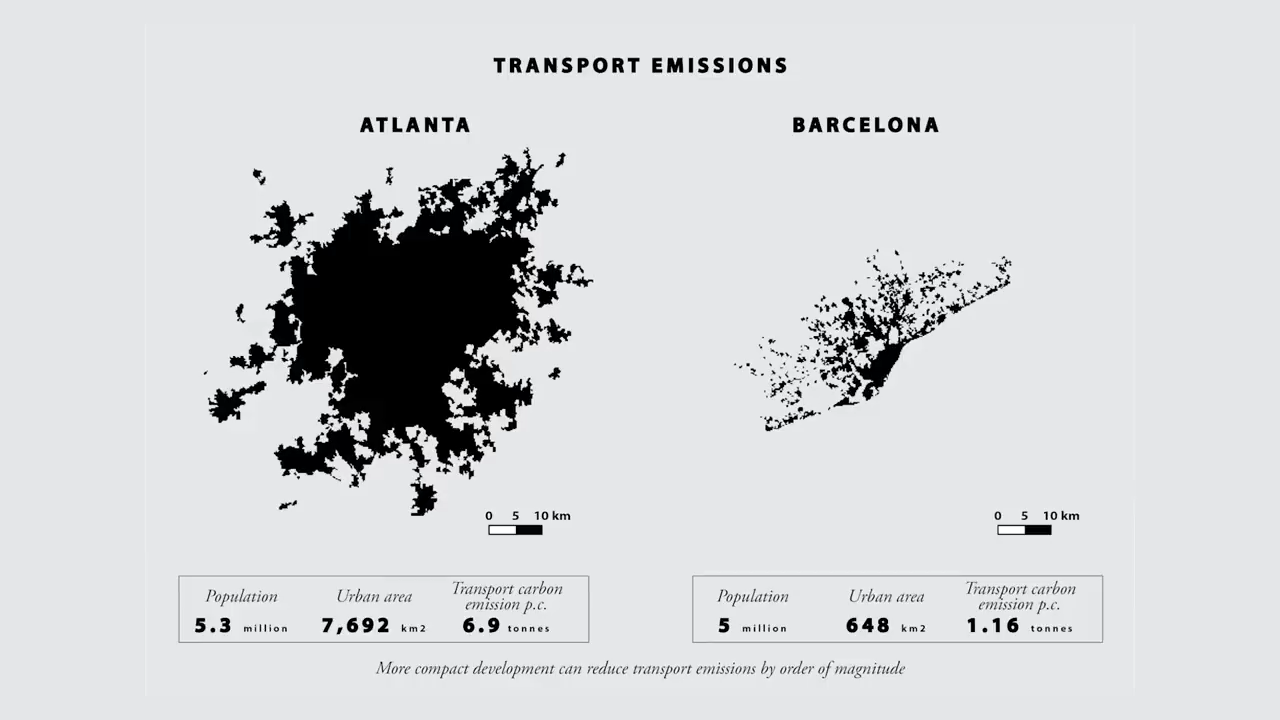 TRANSPORT EMISSIONS
ATLANTA
BARCELONA
0 5 10 km
0 5 10 km
Population Urban area Transport carbon
emission p.c.
5.3 million 7,692 km2 6.9 tonnes
Population Urban area Transport carbon
emission p.c.
5 million 648 km2 1.16 tonnes
More compact development can reduce transport emissions by order of magnitude